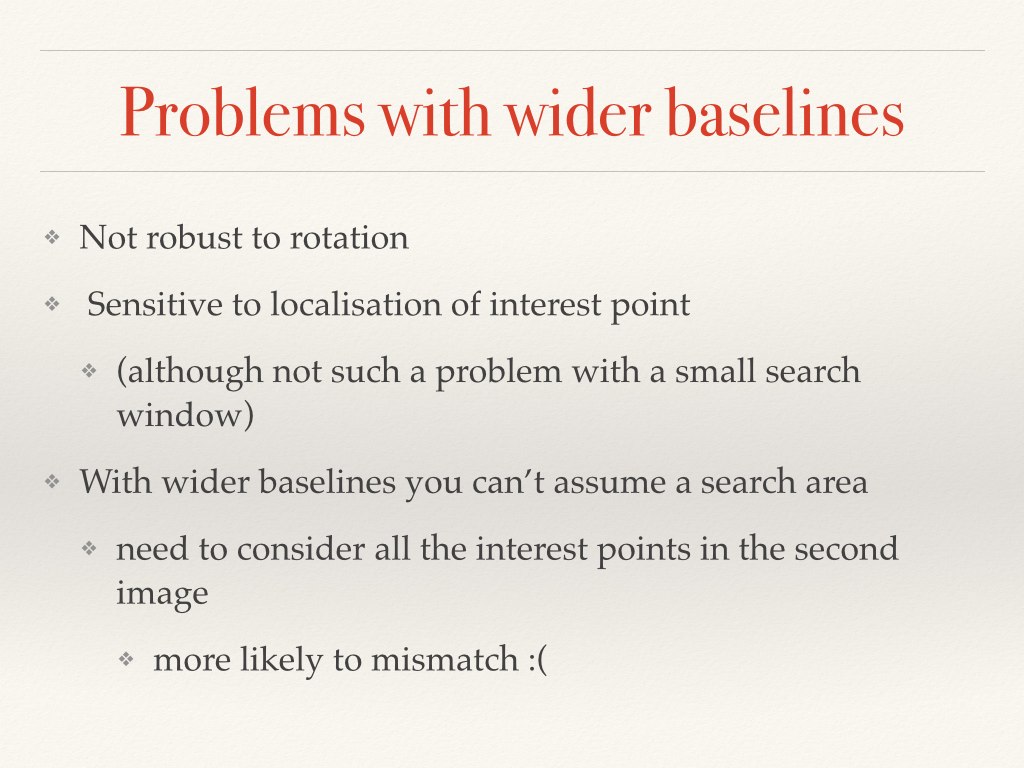 Problems with wider baselines
❖ Not robust to rotation
❖ Sensitive to localisation of interest point
❖ (although not such a problem with a small search
window)
❖ With wider baselines you can’t assume a search area
❖ need to consider all the interest points in the second
image
❖ more likely to mismatch :(